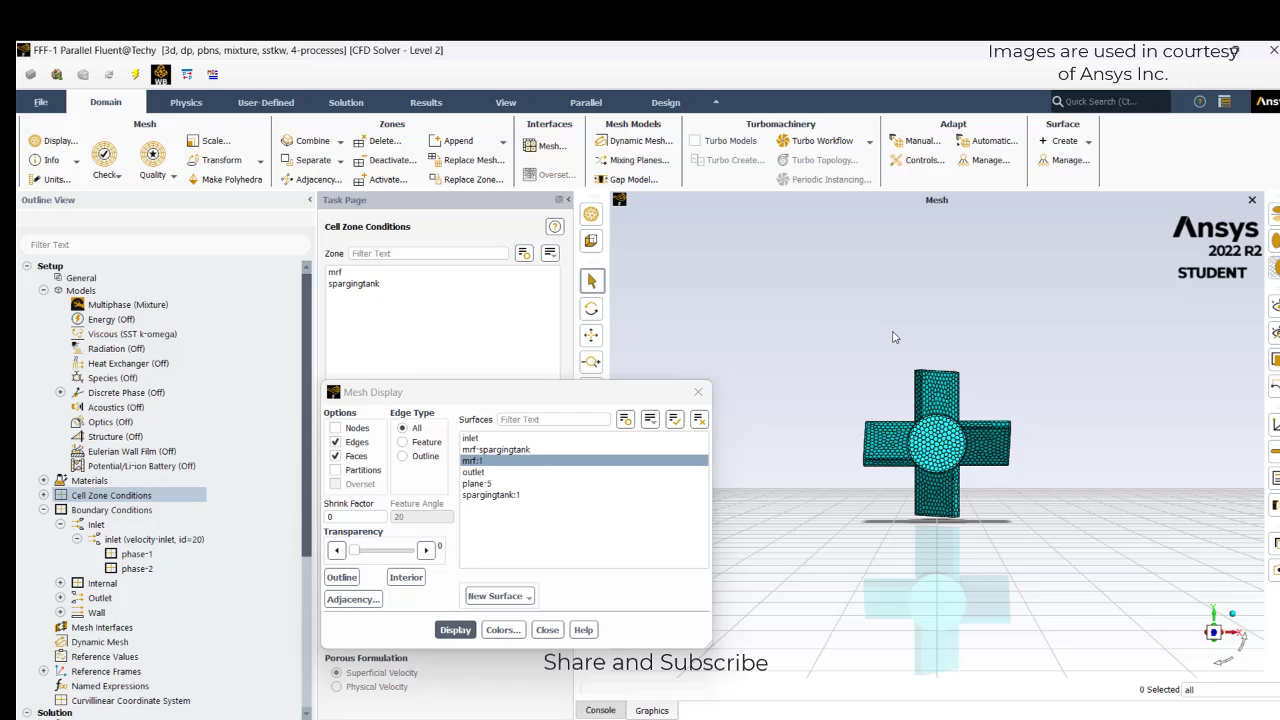 FFF-1 Parallel Fluent@Techy [3d, dp, pbns, mixture, sstkw, 4-processes] [CFD Solver - Level 2]
Images are used in courtesy
of Ansys Inc.
File Domain Physics User-Defined Solution Results View Parallel Design Quick Search (Ct... Ans
Mesh Zones Interfaces Mesh Models Turbomachinery Adapt Surface
Display... Scale... Combine Delete... Append Mesh... Dynamic Mesh... Turbo Models Turbo Workflow Manual... Automatic... Create
Info Check Quality Transform Separate Deactivate... Replace Mesh... Mixing Planes... Turbo Create... Turbo Topology... Controls... Manage... Manage...
Units... Make Polyhedra Adjacency... Activate... Replace Zone... Overset... Gap Model... Periodic Instancing...
Outline View
Filter Text
Setup
General
Models
Multiphase (Mixture)
Energy (Off)
Viscous (SST k-omega)
Radiation (Off)
Heat Exchanger (Off)
Species (Off)
Discrete Phase (Off)
Acoustics (Off)
Optics (Off)
Structure (Off)
Eulerian Wall Film (Off)
Potential/Li-ion Battery (Off)
Materials
Cell Zone Conditions
Boundary Conditions
Inlet
inlet (velocity-inlet, id=20)
phase-1
phase-2
Internal
Outlet
Wall
Mesh Interfaces
Dynamic Mesh
Reference Values
Reference Frames
Named Expressions
Curvilinear Coordinate System
Solution
Task Page
Cell Zone Conditions
Zone Filter Text
mrf
spargingtank
Mesh Display
Options Edge Type Surfaces Filter Text
Nodes All
Edges Feature
Faces Outline
Partitions
Overset
Shrink Factor Feature Angle
0 20
Transparency
0
inlet
mrf-spargingtank
mrf:1
outlet
plane-5
spargingtank:1
Outline Interior
Adjacency... New Surface
Display Colors... Close Help
Porous Formulation
Superficial Velocity
Physical Velocity
Mesh
Ansys
2022 R2
STUDENT
Y
X
Share and Subscribe
0 Selected all
Console Graphics